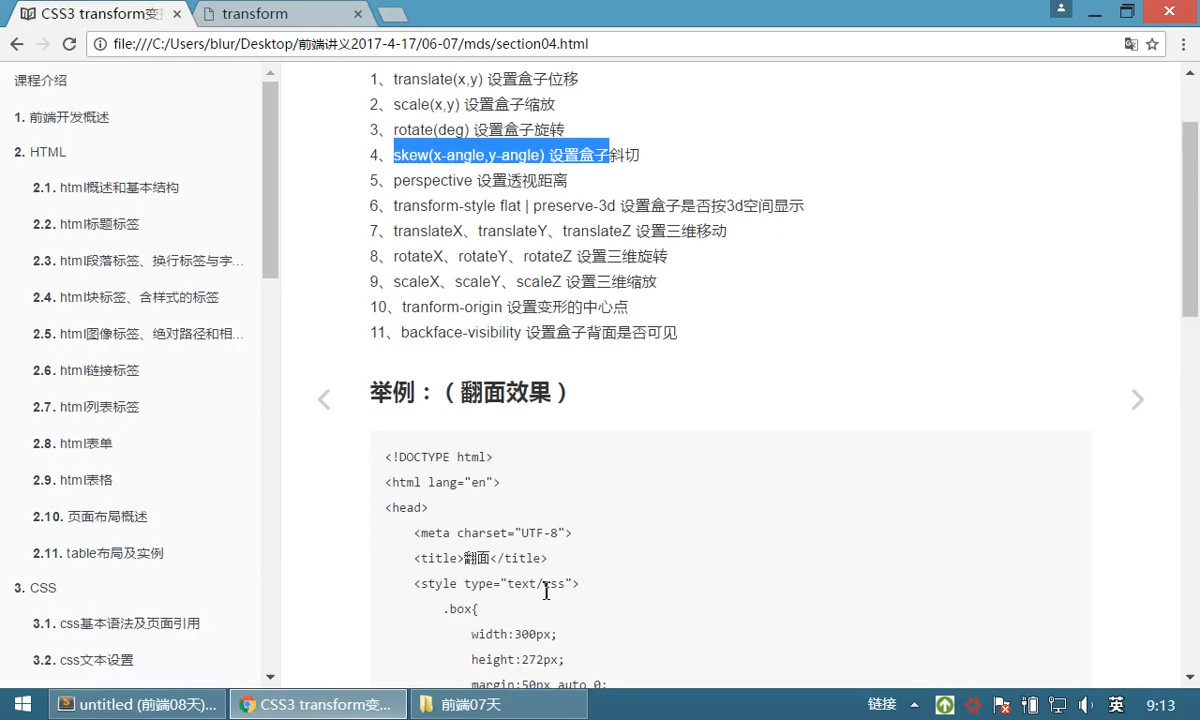 CSS3 transform变
transform
file:///C:/Users/blur/Desktop/前端讲义2017-4-17/06-07/mds/section04.html
课程介绍
1. 前端开发概述
2. HTML
2.1. html概述和基本结构
2.2. html标题标签
2.3. html段落标签、换行标签与字...
2.4. html块标签、含样式的标签
2.5. html图像标签、绝对路径和相...
2.6. html链接标签
2.7. html列表标签
2.8. html表单
2.9. html表格
2.10. 页面布局概述
2.11. table布局及实例
3. CSS
3.1. css基本语法及页面引用
3.2. css文本设置
1、translate(x,y) 设置盒子位移
2、scale(x,y) 设置盒子缩放
3、rotate(deg) 设置盒子旋转
4、skew(x-angle,y-angle) 设置盒子斜切
5、perspective 设置透视距离
6、transform-style flat | preserve-3d 设置盒子是否按3d空间显示
7、translateX、translateY、translateZ 设置三维移动
8、rotateX、rotateY、rotateZ 设置三维旋转
9、scaleX、scaleY、scaleZ 设置三维缩放
10、tranform-origin 设置变形的中心点
11、backface-visibility 设置盒子背面是否可见
举例：（翻面效果）
<!DOCTYPE html>
<html lang="en">
<head>
<meta charset="UTF-8">
<title>翻面</title>
<style type="text/css">
.box{
width:300px;
height:272px;
margin:50px auto 0;
untitled (前端08天)...
CSS3 transform变...
前端07天
链接
英
9:13